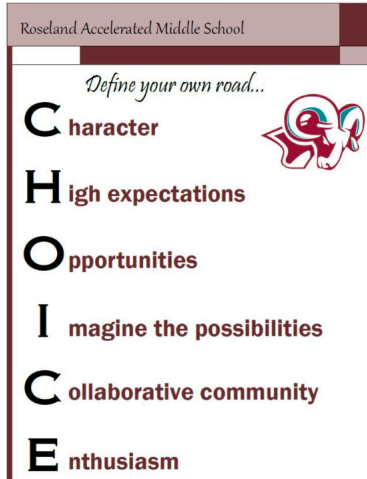 Roseland Accelerated Middle School
Define your own road...
Character
High expectations
Opportunities
Imagine the possibilities
Collaborative community
Enthusiasm